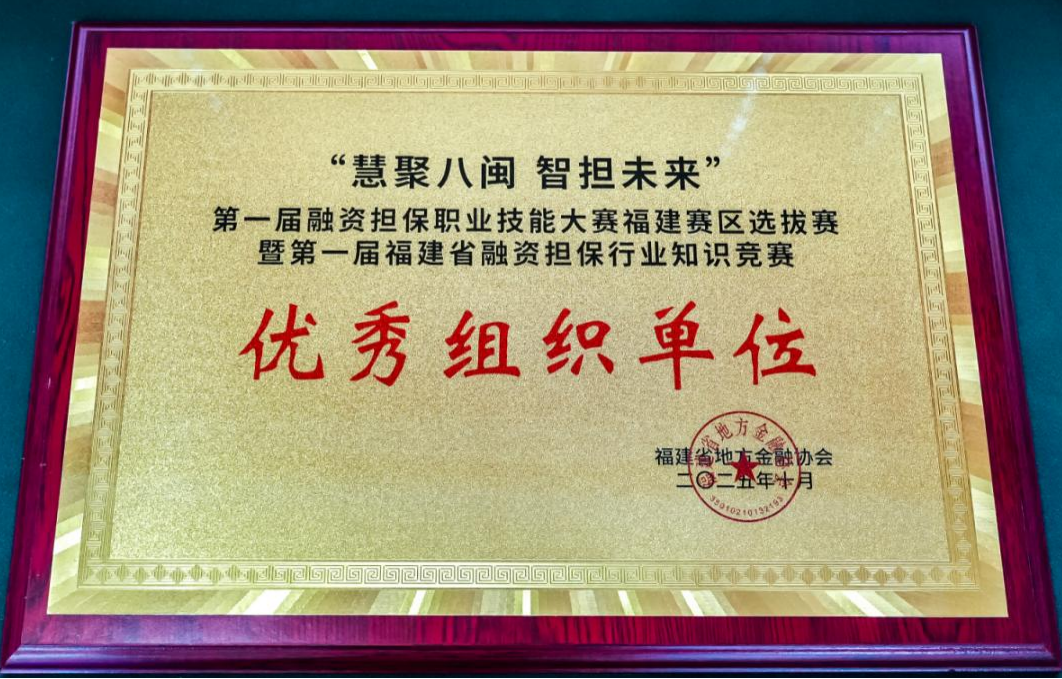 “慧聚八闽 智担未来”
第一届融资担保职业技能大赛福建赛区选拔赛
暨第一届福建省融资担保行业知识竞赛
优秀组织单位
福建省地方金融协会
二〇二五年十月